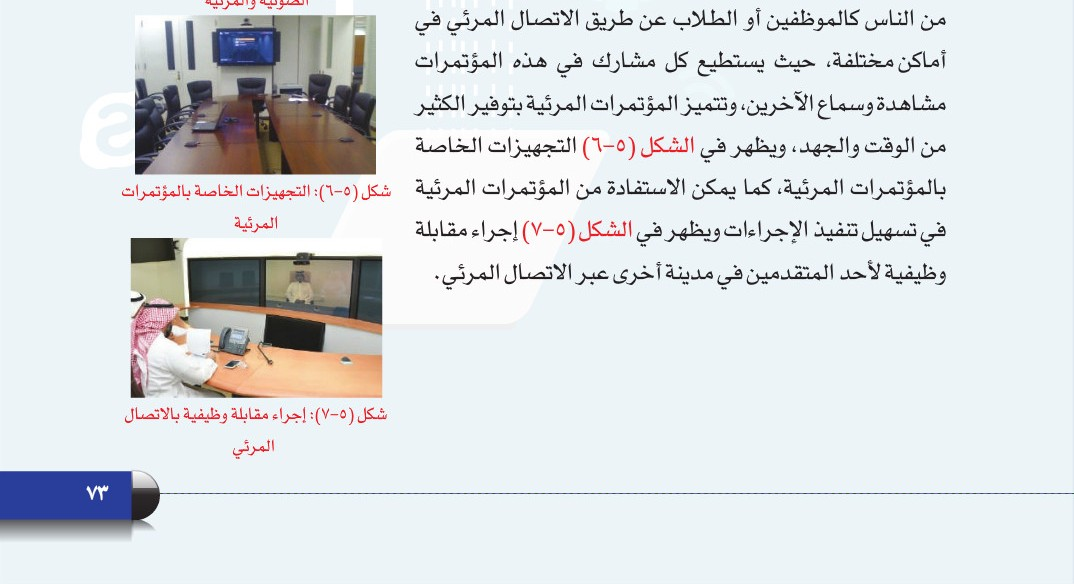 من الناس كالموظفين أو الطلاب عن طريق الاتصال المرئي في
أماكن مختلفة، حيث يستطيع كل مشارك في هذه المؤتمرات
مشاهدة وسماع الآخرين، وتتميز المؤتمرات المرئية بتوفير الكثير
من الوقت والجهد، ويظهر في الشكل (٥-٦) التجهيزات الخاصة
بالمؤتمرات المرئية، كما يمكن الاستفادة من المؤتمرات المرئية
في تسهيل تنفيذ الإجراءات ويظهر في الشكل (٥-٧) إجراء مقابلة
وظيفية لأحد المتقدمين في مدينة أخرى عبر الاتصال المرئي.
الصوتية والمرئية
شكل (٥-٦): التجهيزات الخاصة بالمؤتمرات
المرئية
شكل (٥-٧): إجراء مقابلة وظيفية بالاتصال
المرئي
٧٣